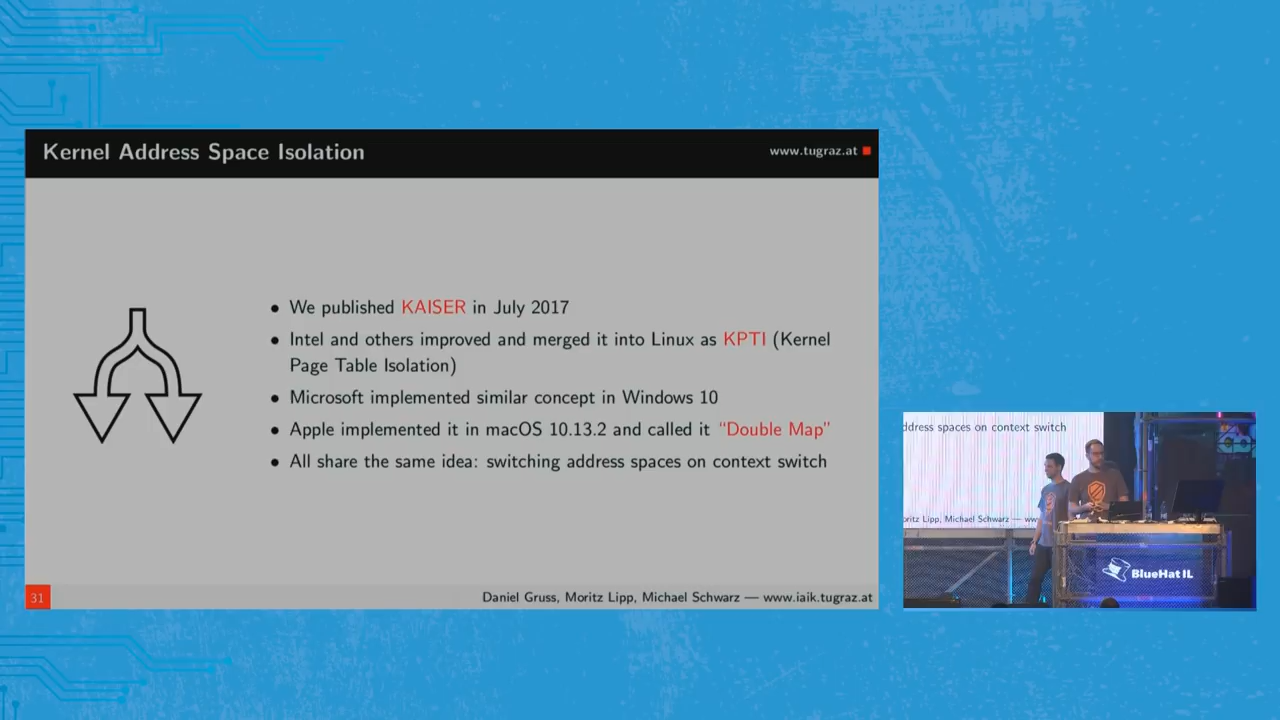 Kernel Address Space Isolation
www.tugraz.at
• We published KAISER in July 2017
• Intel and others improved and merged it into Linux as KPTI (Kernel
Page Table Isolation)
• Microsoft implemented similar concept in Windows 10
• Apple implemented it in macOS 10.13.2 and called it “Double Map”
• All share the same idea: switching address spaces on context switch
31
Daniel Gruss, Moritz Lipp, Michael Schwarz — www.iaik.tugraz.at
ddress spaces on context switch
oritz Lipp, Michael Schwarz — ww
BlueHat IL